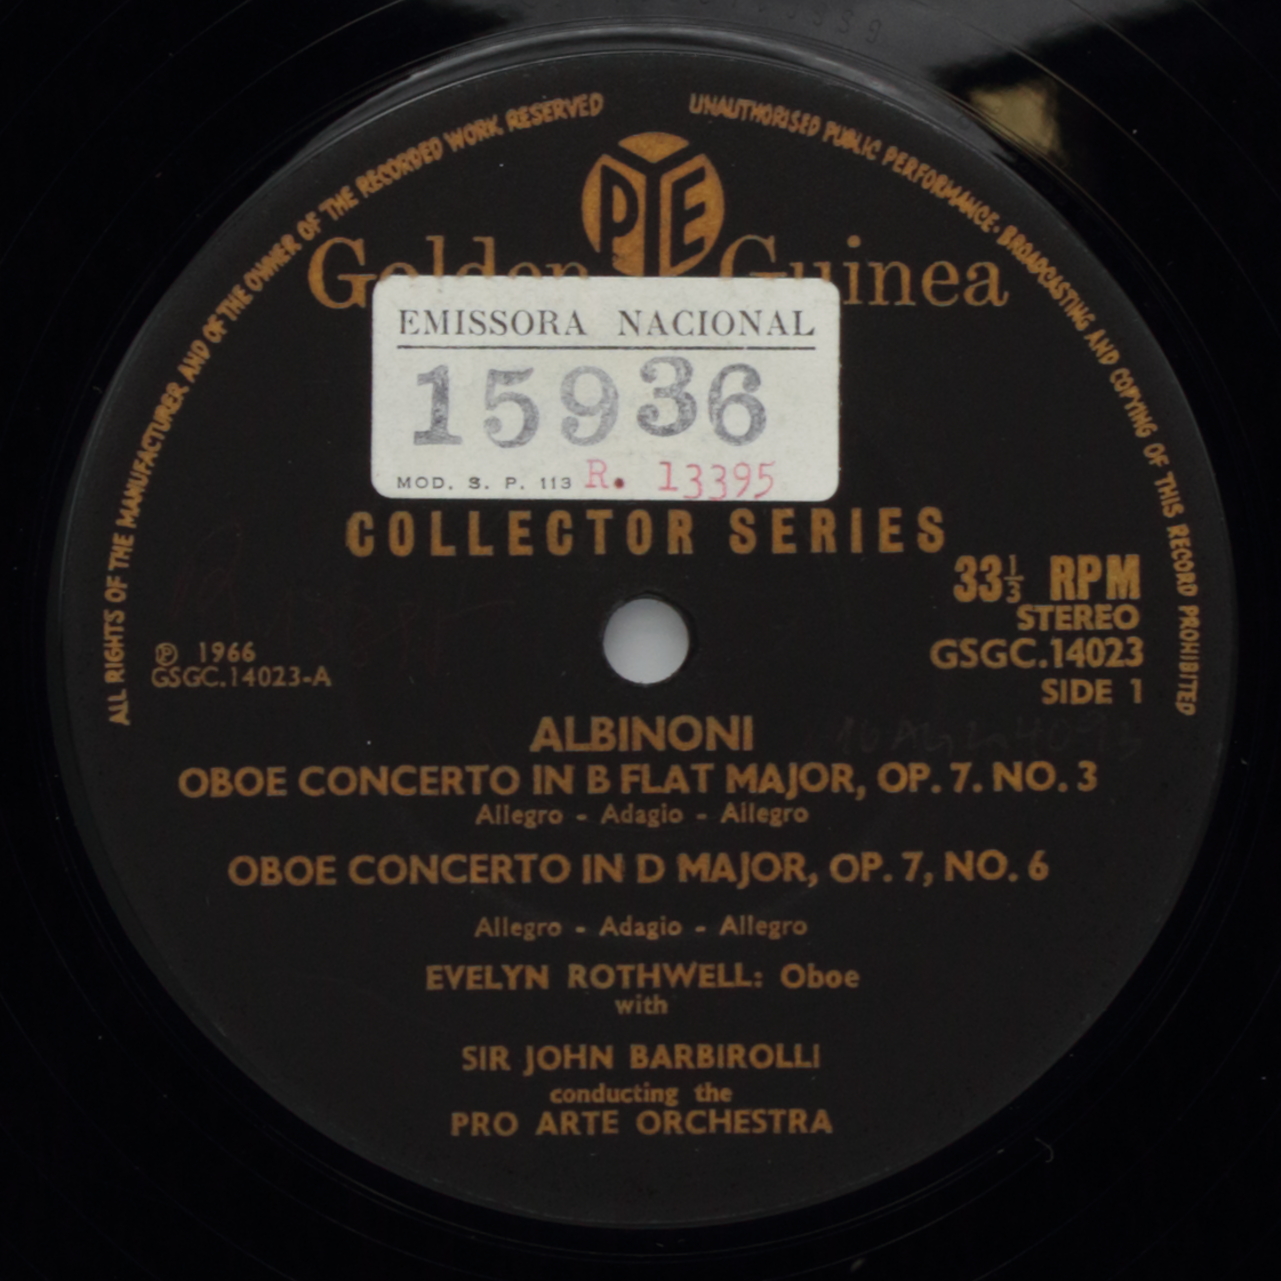 ALL RIGHTS OF THE MANUFACTURER AND OF THE OWNER OF THE RECORDED WORK RESERVED
UNAUTHORISED PUBLIC PERFORMANCE. BROADCASTING AND COPYING OF THIS RECORD PROHIBITED
PYE
Golden Guinea
EMISSORA NACIONAL
15936
MOD. S. P. 113 R. 13395
COLLECTOR SERIES
33⅓ RPM
STEREO
GSGC.14023
SIDE 1
℗ 1966
GSGC.14023-A
ALBINONI
OBOE CONCERTO IN B FLAT MAJOR, OP. 7. NO. 3
Allegro - Adagio - Allegro
OBOE CONCERTO IN D MAJOR, OP. 7, NO. 6
Allegro - Adagio - Allegro
EVELYN ROTHWELL: Oboe
with
SIR JOHN BARBIROLLI
conducting the
PRO ARTE ORCHESTRA